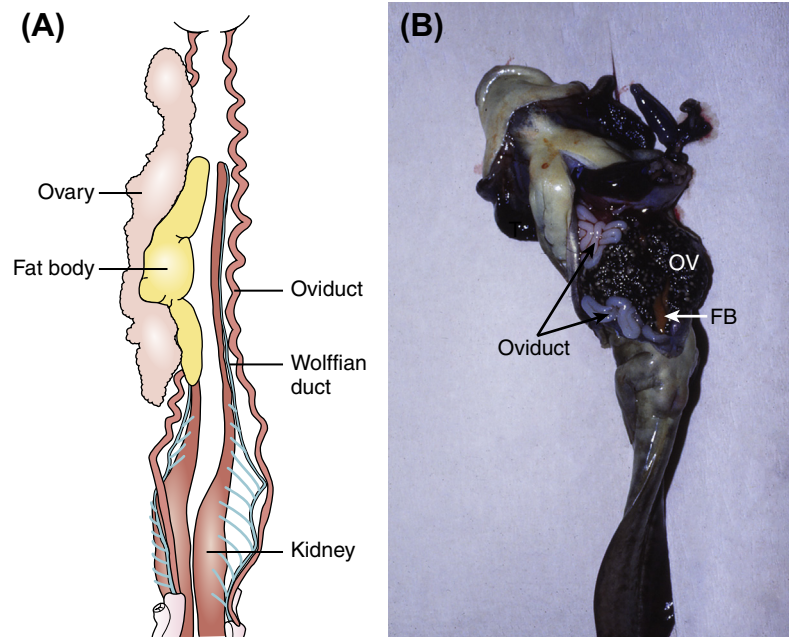 (A)
Ovary
Fat body
Oviduct
Wolffian
duct
Kidney
(B)
T
OV
FB
Oviduct